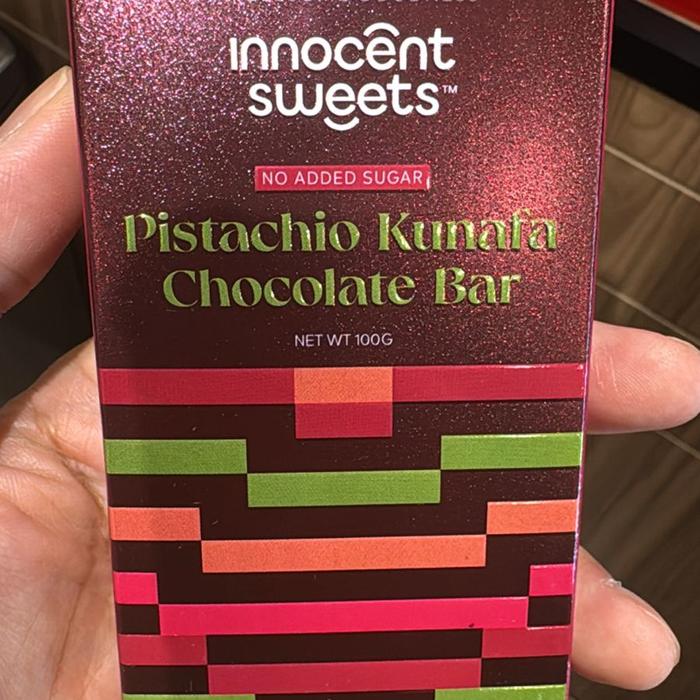 innocent
sweets™
NO ADDED SUGAR
Pistachio Kunafa
Chocolate Bar
NET WT 100G